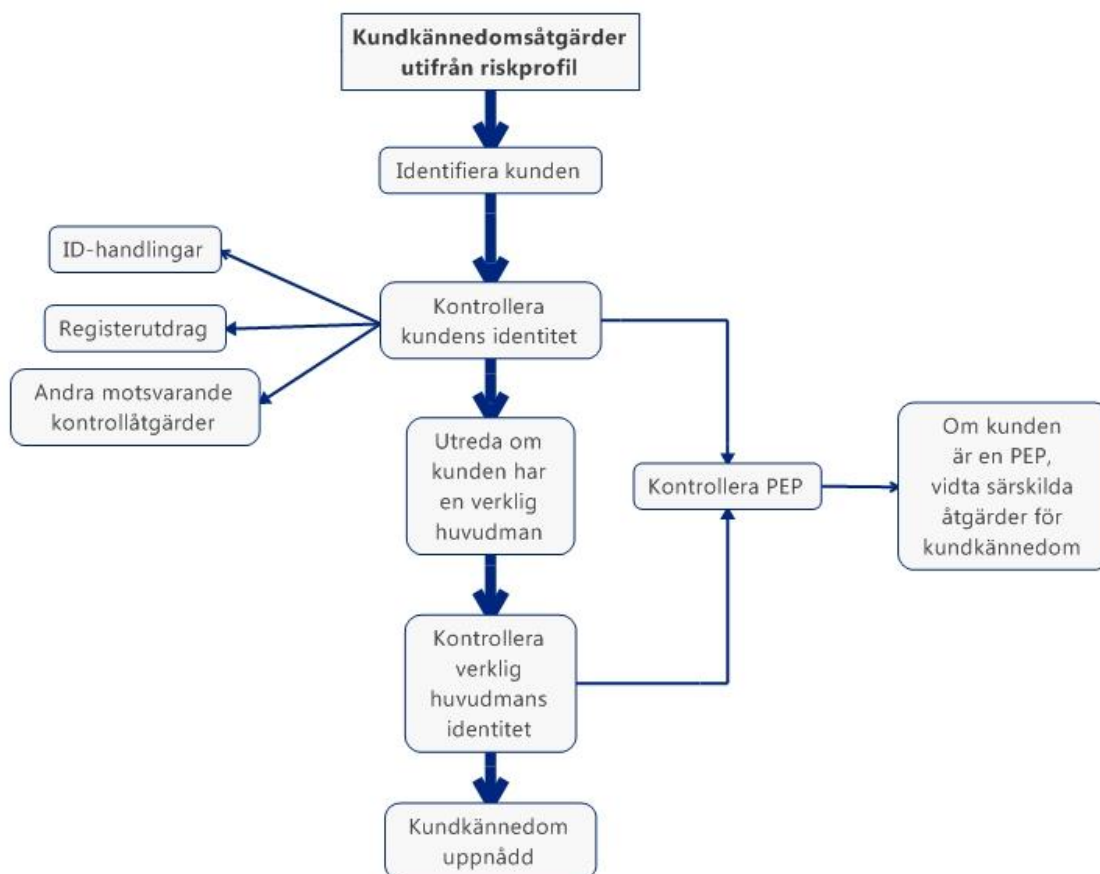 Kundkännedomsåtgärder
utifrån riskprofil
Identifiera kunden
ID-handlingar
Kontrollera
kundens identitet
Registerutdrag
Andra motsvarande
kontrollåtgärder
Utreda om
kunden har
en verklig
huvudman
Kontrollera PEP
Om kunden
är en PEP,
vidta särskilda
åtgärder för
kundkännedom
Kontrollera
verklig
huvudmans
identitet
Kundkännedom
uppnådd